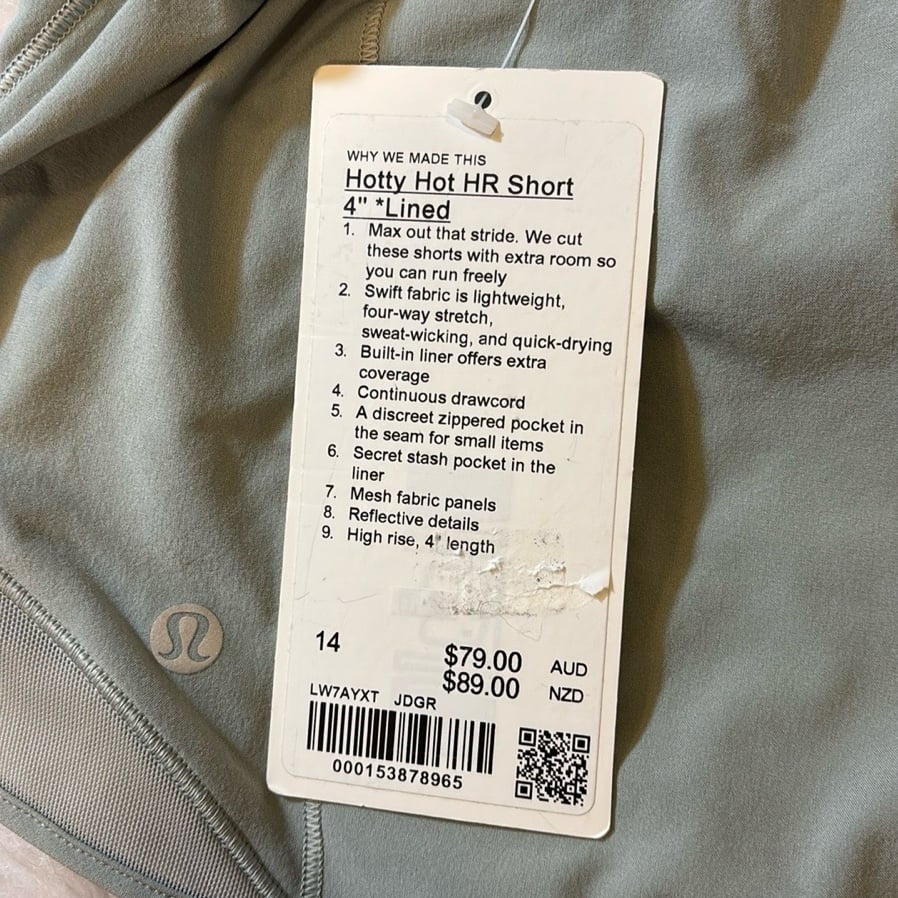 WHY WE MADE THIS
Hotty Hot HR Short
4" *Lined
1. Max out that stride. We cut
these shorts with extra room so
you can run freely
2. Swift fabric is lightweight,
four-way stretch,
sweat-wicking, and quick-drying
3. Built-in liner offers extra
coverage
4. Continuous drawcord
5. A discreet zippered pocket in
the seam for small items
6. Secret stash pocket in the
liner
7. Mesh fabric panels
8. Reflective details
9. High rise, 4" length
14
$79.00 AUD
$89.00 NZD
LW7AYXT JDGR
000153878965